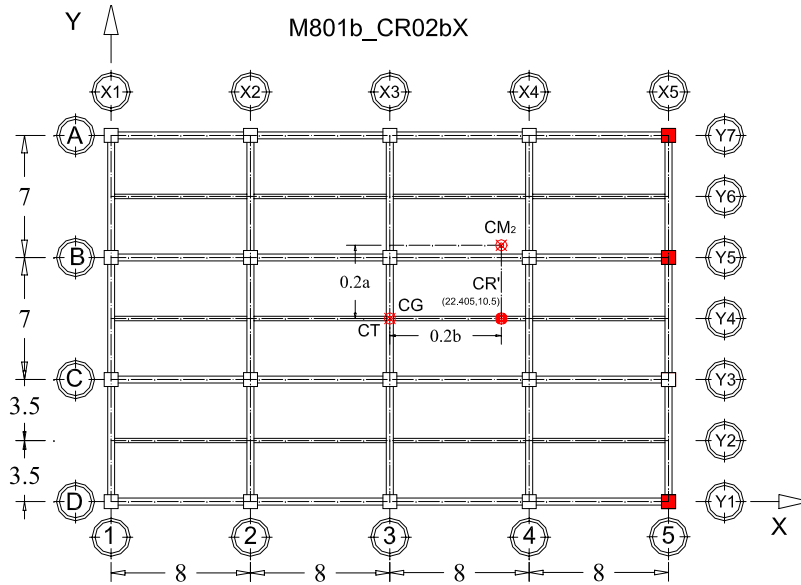 M801b_CR02bX
Y
X1 X2 X3 X4 X5
A Y7
7
Y6
CM₂
B Y5
0.2a
CR'
(22.405,10.5)
7
CG
Y4
CT
0.2b
C Y3
3.5
Y2
3.5
D Y1
X
1 2 3 4 5
8 8 8 8